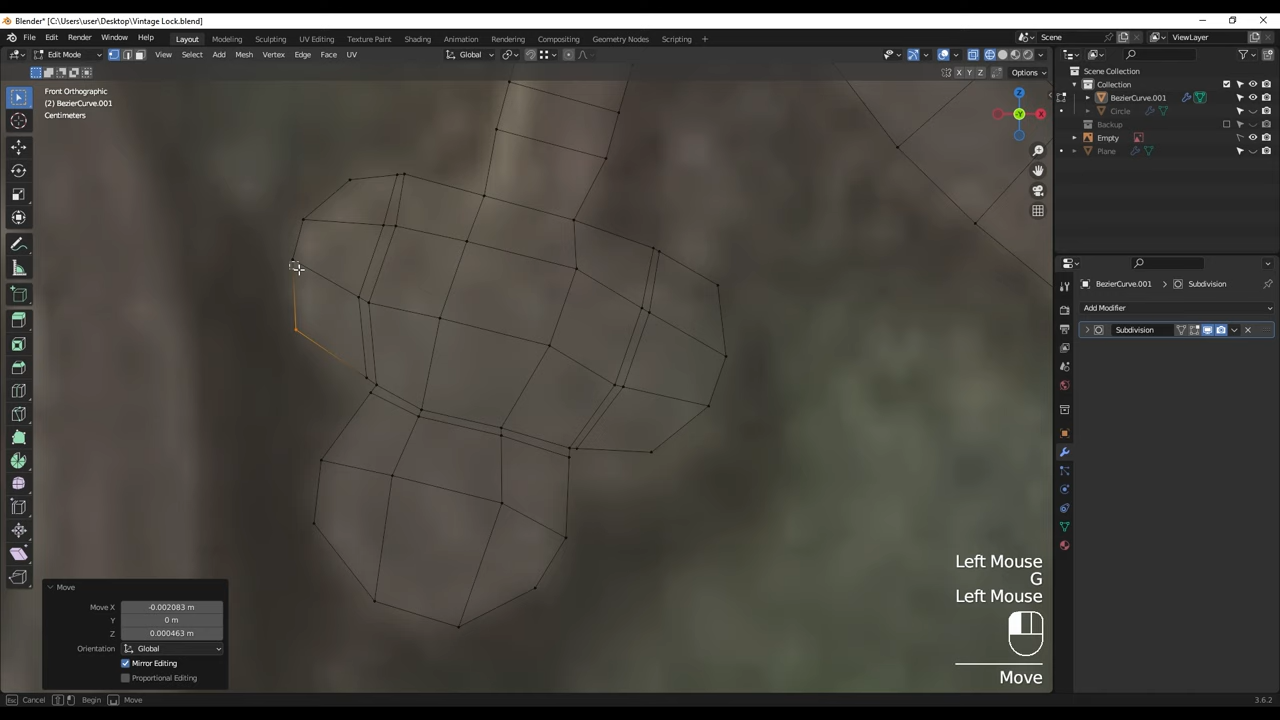 Blender* [C:\Users\user\Desktop\Vintage Lock.blend]
File Edit Render Window Help Layout Modeling Sculpting UV Editing Texture Paint Shading Animation Rendering Compositing Geometry Nodes Scripting + Scene ViewLayer
Edit Mode View Select Add Mesh Vertex Edge Face UV Global
X Y Z Options
Front Orthographic
(2) BezierCurve.001
Centimeters
Z
-Y
X
Scene Collection
Collection
BezierCurve.001
Circle
Backup
Empty
Plane
BezierCurve.001 > Subdivision
Add Modifier
Subdivision
Left Mouse
G
Left Mouse
Move
Move
Move X -0.002083 m
Y 0 m
Z 0.000463 m
Orientation Global
Mirror Editing
Proportional Editing
Esc Cancel Begin Move 3.6.2